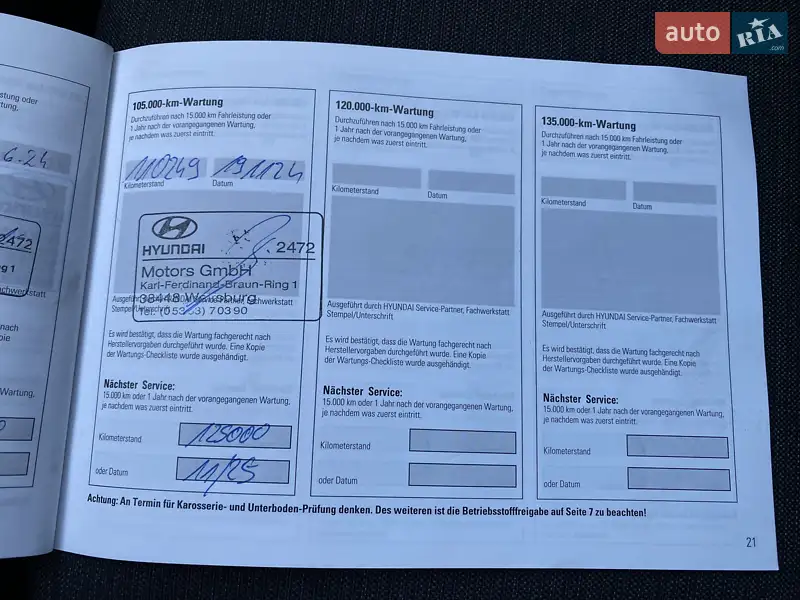 auto RIA .com
6.24
2472
105.000-km-Wartung
Durchzuführen nach 15.000 km Fahrleistung oder
1 Jahr nach der vorangegangenen Wartung,
je nachdem was zuerst eintritt.
110249 19.11.24
Kilometerstand Datum
HYUNDAI . 2472
Motors GmbH
Karl-Ferdinand-Braun-Ring 1
38448 Wolfsburg
Ausgeführt durch HYUNDAI Service-Partner, Fachwerkstatt
Stempel/Unterschrift
Es wird bestätigt, dass die Wartung fachgerecht nach
Herstellervorgaben durchgeführt wurde. Eine Kopie
der Wartungs-Checkliste wurde ausgehändigt.
Nächster Service:
15.000 km oder 1 Jahr nach der vorangegangenen Wartung,
je nachdem was zuerst eintritt.
Kilometerstand 125000
oder Datum 11/25
120.000-km-Wartung
Durchzuführen nach 15.000 km Fahrleistung oder
1 Jahr nach der vorangegangenen Wartung,
je nachdem was zuerst eintritt.
Kilometerstand Datum
Ausgeführt durch HYUNDAI Service-Partner, Fachwerkstatt
Stempel/Unterschrift
Es wird bestätigt, dass die Wartung fachgerecht nach
Herstellervorgaben durchgeführt wurde. Eine Kopie
der Wartungs-Checkliste wurde ausgehändigt.
Nächster Service:
15.000 km oder 1 Jahr nach der vorangegangenen Wartung,
je nachdem was zuerst eintritt.
Kilometerstand
oder Datum
135.000-km-Wartung
Durchzuführen nach 15.000 km Fahrleistung oder
1 Jahr nach der vorangegangenen Wartung,
je nachdem was zuerst eintritt.
Kilometerstand Datum
Ausgeführt durch HYUNDAI Service-Partner, Fachwerkstatt
Stempel/Unterschrift
Es wird bestätigt, dass die Wartung fachgerecht nach
Herstellervorgaben durchgeführt wurde. Eine Kopie
der Wartungs-Checkliste wurde ausgehändigt.
Nächster Service:
15.000 km oder 1 Jahr nach der vorangegangenen Wartung,
je nachdem was zuerst eintritt.
Kilometerstand
oder Datum
Achtung: An Termin für Karosserie- und Unterboden-Prüfung denken. Des weiteren ist die Betriebsstofffreigabe auf Seite 7 zu beachten!
21